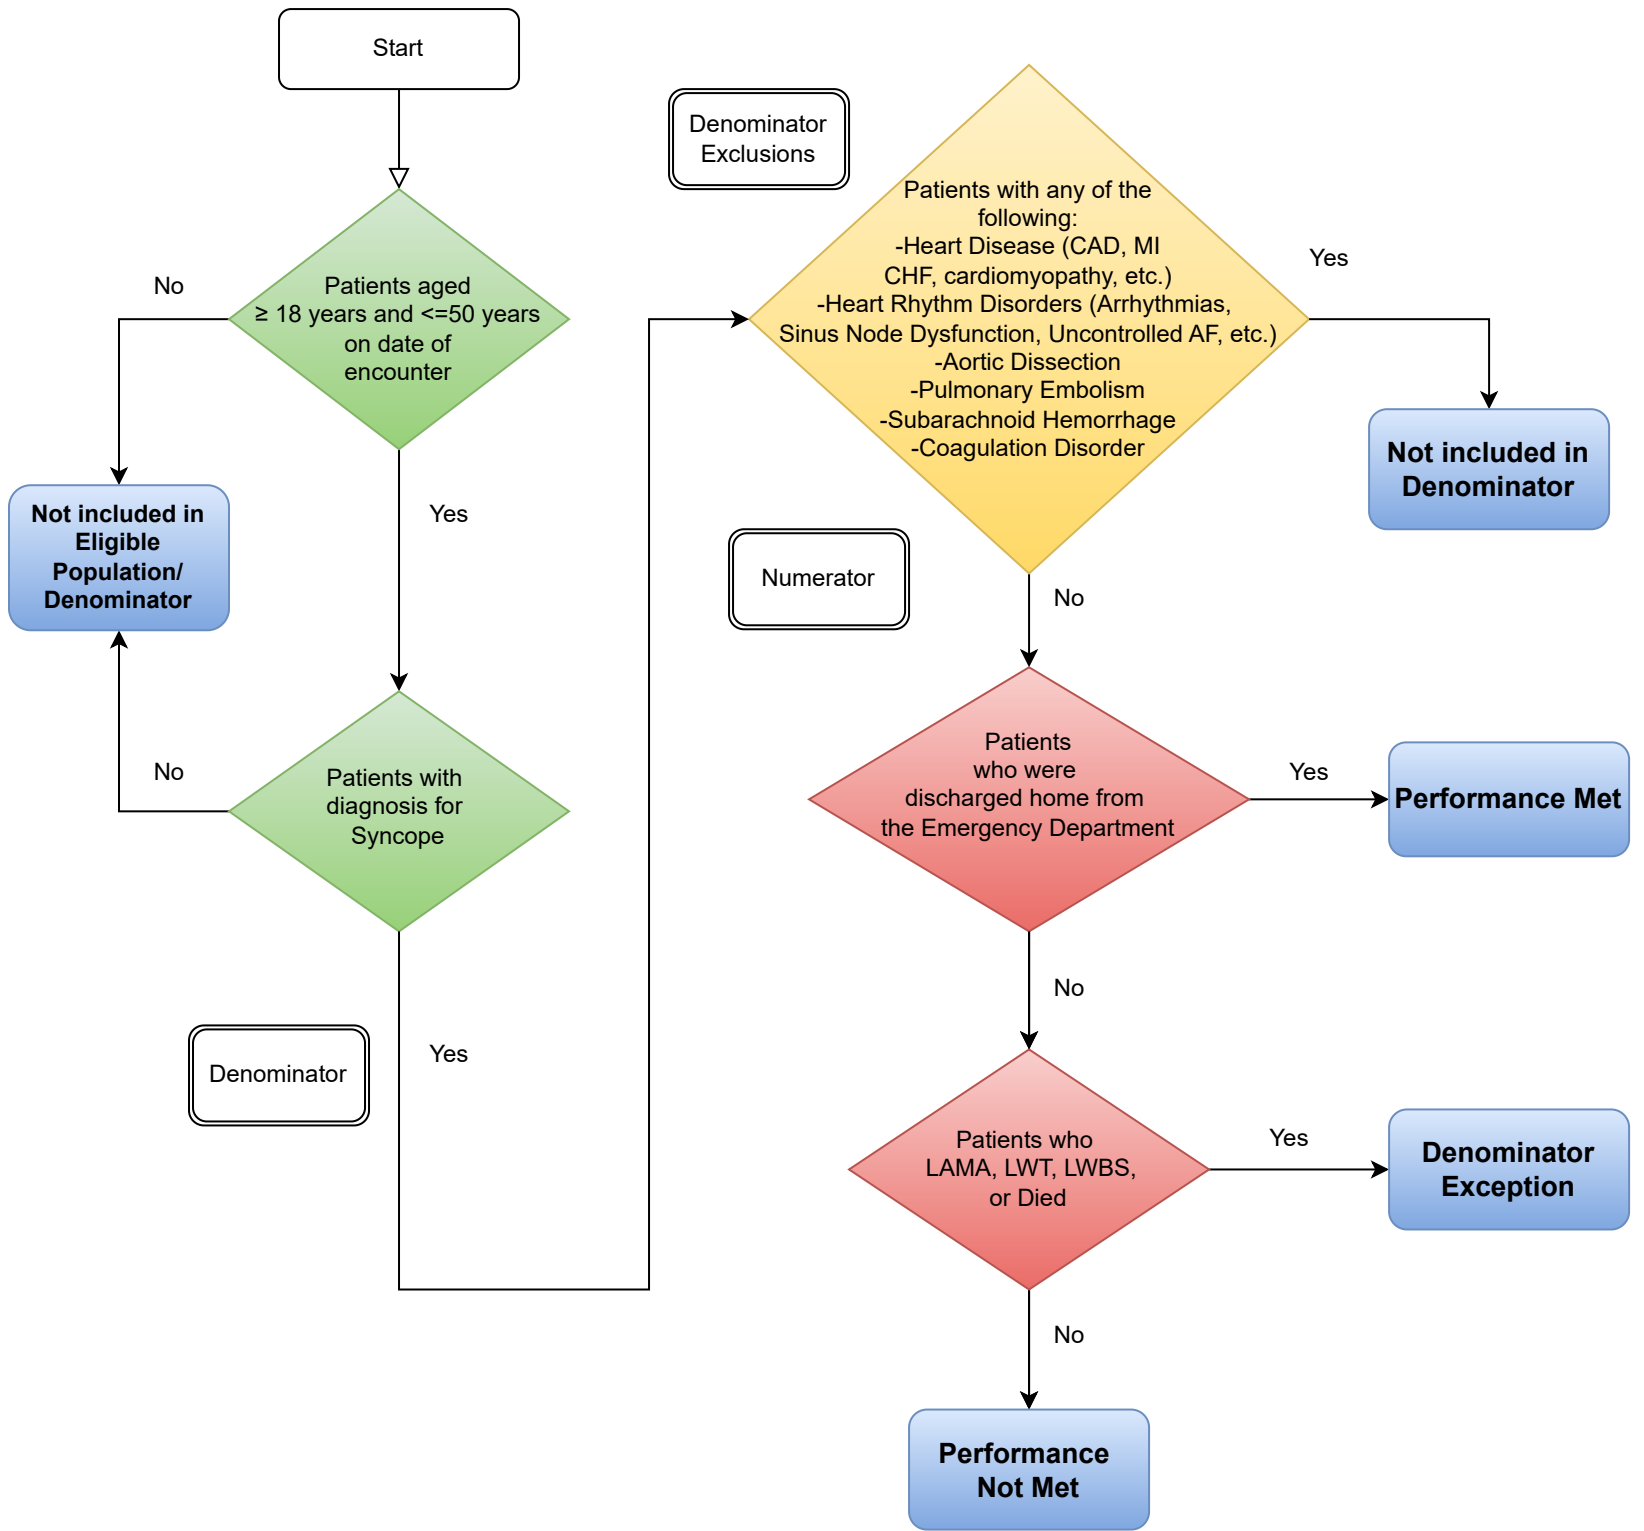 Start
Patients aged
≥ 18 years and <=50 years
on date of
encounter
No
Yes
Not included in
Eligible
Population/
Denominator
Patients with
diagnosis for
Syncope
No
Yes
Denominator
Denominator
Exclusions
Patients with any of the
following:
-Heart Disease (CAD, MI
CHF, cardiomyopathy, etc.)
-Heart Rhythm Disorders (Arrhythmias,
Sinus Node Dysfunction, Uncontrolled AF, etc.)
-Aortic Dissection
-Pulmonary Embolism
-Subarachnoid Hemorrhage
-Coagulation Disorder
Yes
Not included in
Denominator
No
Numerator
Patients
who were
discharged home from
the Emergency Department
Yes
Performance Met
No
Patients who
LAMA, LWT, LWBS,
or Died
Yes
Denominator
Exception
No
Performance
Not Met